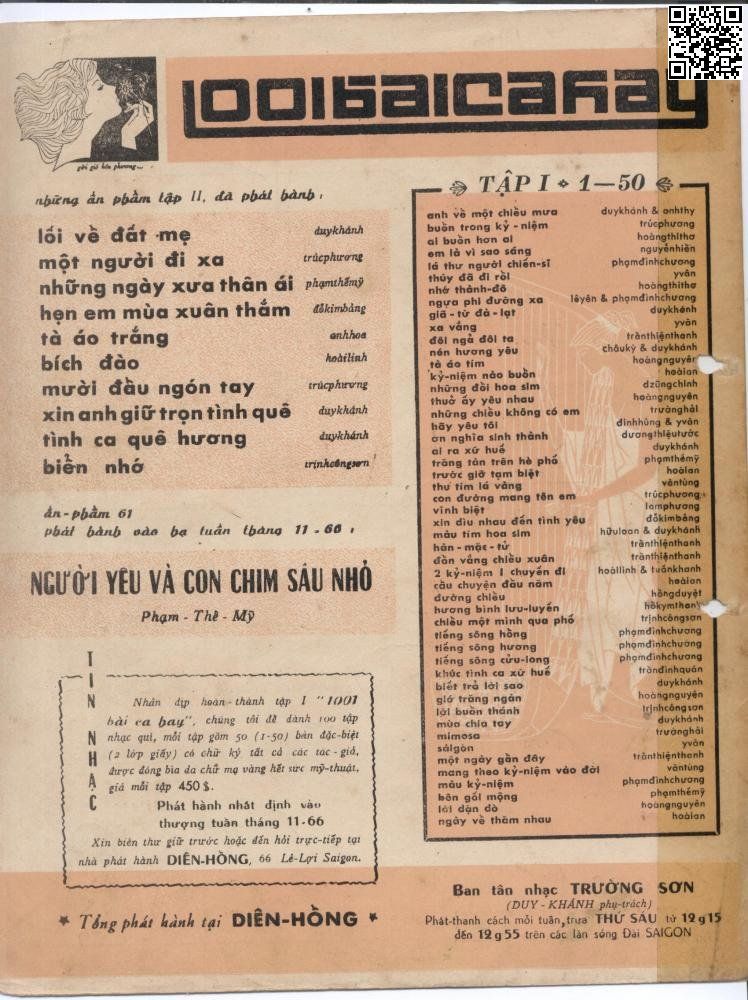 1001 bài ca hay
gởi gió bốn phương...
những ấn phẩm tập II, đã phát hành :
lối về đất mẹ duykhánh
một người đi xa trúcphương
những ngày xưa thân ái phạmthếmỹ
hẹn em mùa xuân thắm đỗkimbảng
tà áo trắng anhhoa
bích đào hoàilinh
mười đầu ngón tay trúcphương
xin anh giữ trọn tình quê duykhánh
tình ca quê hương duykhánh
biển nhớ trịnhcôngsơn
ấn-phẩm 61
phát hành vào hạ tuần tháng 11-66 :
NGƯỜI YÊU VÀ CON CHIM SÂU NHỎ
Phạm - Thế - Mỹ
TIN NHẠC
Nhân dịp hoàn-thành tập I "1001
bài ca hay", chúng tôi để dành 100 tập
nhạc quí, mỗi tập gồm 50 (1-50) bản đặc-biệt
(2 lớp giấy) có chữ ký tất cả các tác-giả,
được đóng bìa da chữ mạ vàng hết sức mỹ-thuật,
giá mỗi tập 450$.
Phát hành nhất định vào
thượng tuần tháng 11-66
Xin biên thư giữ trước hoặc đến hỏi trực-tiếp tại
nhà phát hành DIÊN-HỒNG, 66 Lê-Lợi Saigon.
* Tổng phát hành tại DIÊN-HỒNG *
TẬP I 1—50
anh về một chiều mưa duykhánh & anhthy
buồn trong kỷ-niệm trúcphương
ai buồn hơn ai hoàngthithơ
em là vì sao sáng nguyễnhiền
lá thư người chiến-sĩ phạmđìnhchương
thúy đã đi rồi yvân
nhớ thành-đô hoàngthithơ
ngựa phi đường xa lêyên & phạmđìnhchương
giã-từ đà-lạt duykhánh
xa vắng yvân
đôi ngả đôi ta trầnthiệnthanh
nén hương yêu châukỳ & duykhánh
tà áo tím hoàngnguyên
kỷ-niệm nào buồn hoàian
những đồi hoa sim dzũngchinh
thuở ấy yêu nhau hoàngnguyên
những chiều không có em trườnghải
hãy yêu tôi đinhhùng & yvân
ơn nghĩa sinh thành dươngthiệutước
ai ra xứ huế duykhánh
trăng tàn trên hè phố phạmthếmỹ
trước giờ tạm biệt hoàian
thư tím lá vàng vântùng
con đường mang tên em trúcphương
vĩnh biệt lamphương
xin dìu nhau đến tình yêu đỗkimbảng
màu tím hoa sim hữuloan & duykhánh
hàn-mặc-tử trầnthiệnthanh
đồn vắng chiều xuân trầnthiệnthanh
2 kỷ-niệm 1 chuyến đi hoàilinh & tuấnkhanh
câu chuyện đầu năm hoàian
đường chiều hồngduyệt
hương bình lưu-luyến
chiều một mình qua phố trịnhcôngsơn
tiếng sông hồng phạmđìnhchương
tiếng sông hương phạmđìnhchương
tiếng sông cửu-long phạmđìnhchương
khúc tình ca xứ huế trầnđìnhquân
biết trả lời sao duykhánh
gió trăng ngàn hoàngnguyên
lời buồn thánh trịnhcôngsơn
mùa chia tay duykhánh
mimosa trườnghải
sàigòn yvân
một ngày gần đây trầnthiệnthanh
mang theo kỷ-niệm vào đời vântùng
màu kỷ-niệm phạmđìnhchương
bên gối mộng phạmthếmỹ
lời dặn dò hoàngnguyên
ngày về thăm nhau hoàian
Ban tân nhạc TRƯỜNG SƠN
(DUY-KHÁNH phụ-trách)
Phát-thanh cách mỗi tuần, trưa THỨ SÁU từ 12g15
đến 12g55 trên các làn sóng Đài SAIGON